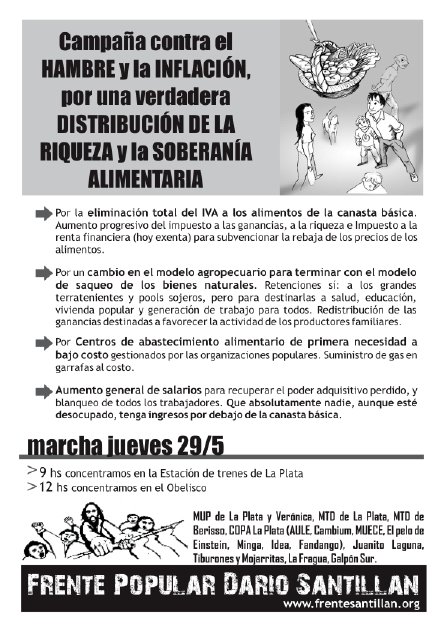 Campaña contra el
HAMBRE y la INFLACIÓN,
por una verdadera
DISTRIBUCIÓN DE LA
RIQUEZA y la SOBERANÍA
ALIMENTARIA
Por la eliminación total del IVA a los alimentos de la canasta básica.
Aumento progresivo del impuesto a las ganancias, a la riqueza e Impuesto a la
renta financiera (hoy exenta) para subvencionar la rebaja de los precios de los
alimentos.
Por un cambio en el modelo agropecuario para terminar con el modelo
de saqueo de los bienes naturales. Retenciones si: a los grandes
terratenientes y pools sojeros, pero para destinarlas a salud, educación,
vivienda popular y generación de trabajo para todos. Redistribución de las
ganancias destinadas a favorecer la actividad de los productores familiares.
Por Centros de abastecimiento alimentario de primera necesidad a
bajo costo gestionados por las organizaciones populares. Suministro de gas en
garrafas al costo.
Aumento general de salarios para recuperar el poder adquisitivo perdido, y
blanqueo de todos los trabajadores. Que absolutamente nadie, aunque esté
desocupado, tenga ingresos por debajo de la canasta básica.
marcha jueves 29/5
>9 hs concentramos en la Estación de trenes de La Plata
>12 hs concentramos en el Obelisco
MUP de La Plata y Verónica, MTD de La Plata, MTD de
Berisso, COPA La Plata (AULE, Cambium, MUECE, El pelo de
Einstein, Minga, Idea, Fandango), Juanito Laguna,
Tiburones y Mojarritas, La Fragua, Galpón Sur.
FRENTE POPULAR DARIO SANTILLAN
www.frentesantillan.org